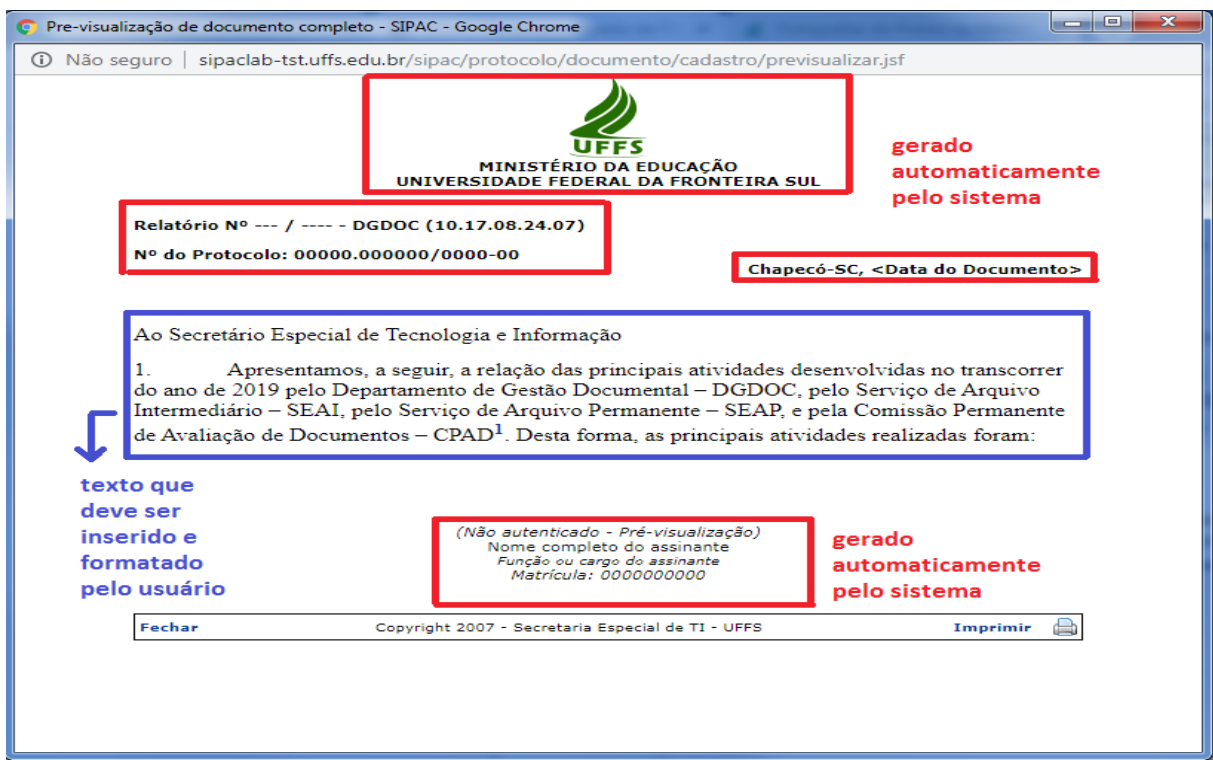 Pre-visualização de documento completo - SIPAC - Google Chrome
Não seguro | sipaclab-tst.uffs.edu.br/sipac/protocolo/documento/cadastro/previsualizar.jsf
UFFS
MINISTÉRIO DA EDUCAÇÃO
UNIVERSIDADE FEDERAL DA FRONTEIRA SUL
gerado
automaticamente
pelo sistema
Relatório Nº --- / ---- - DGDOC (10.17.08.24.07)
Nº do Protocolo: 00000.000000/0000-00
Chapecó-SC, <Data do Documento>
Ao Secretário Especial de Tecnologia e Informação
1. Apresentamos, a seguir, a relação das principais atividades desenvolvidas no transcorrer
do ano de 2019 pelo Departamento de Gestão Documental – DGDOC, pelo Serviço de Arquivo
Intermediário – SEAI, pelo Serviço de Arquivo Permanente – SEAP, e pela Comissão Permanente
de Avaliação de Documentos – CPAD¹. Desta forma, as principais atividades realizadas foram:
texto que
deve ser
inserido e
formatado
pelo usuário
(Não autenticado - Pré-visualização)
Nome completo do assinante
Função ou cargo do assinante
Matrícula: 0000000000
gerado
automaticamente
pelo sistema
Fechar
Copyright 2007 - Secretaria Especial de TI - UFFS
Imprimir